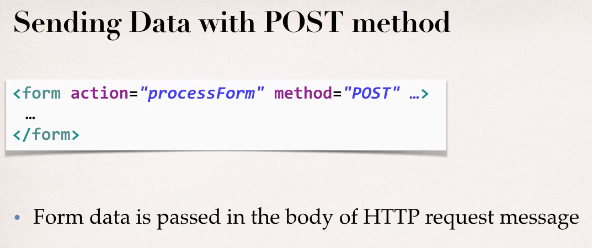 Sending Data with POST method
<form action="processForm" method="POST" …>
…
</form>
• Form data is passed in the body of HTTP request message